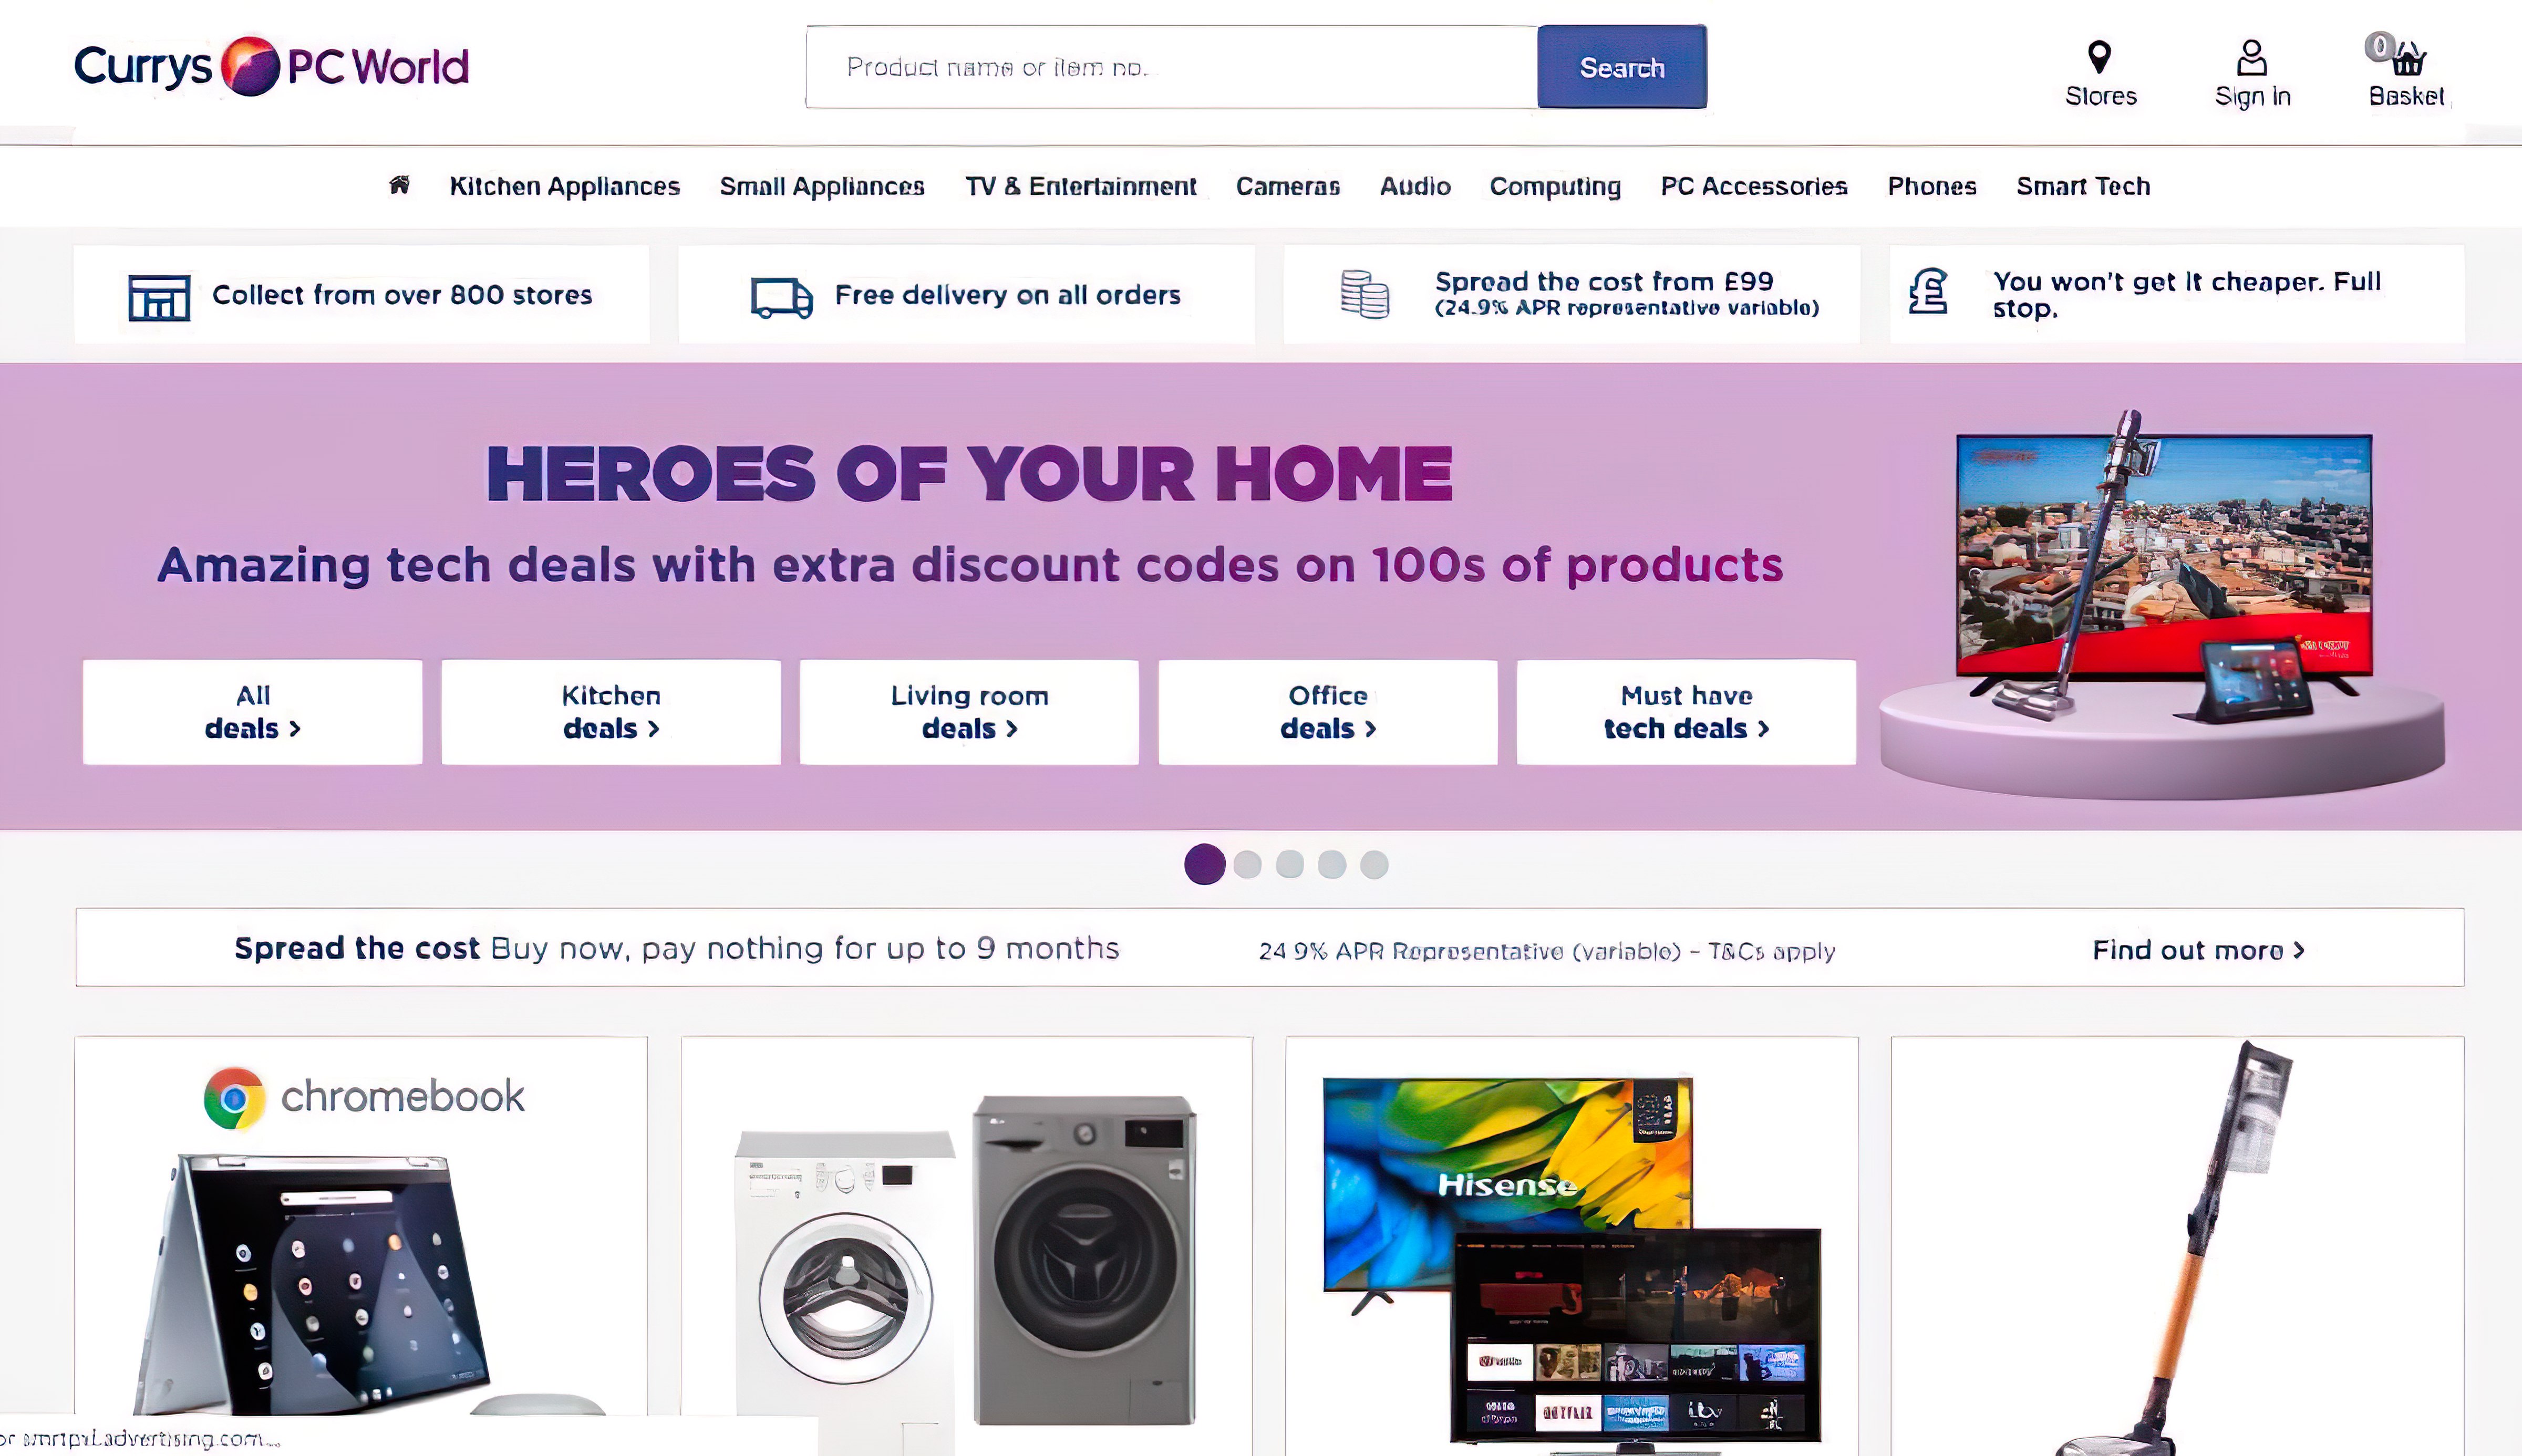 Currys PC World
Product name or item no.
Search
Stores
Sign in
0
Basket
Kitchen Appliances
Small Appliances
TV & Entertainment
Cameras
Audio
Computing
PC Accessories
Phones
Smart Tech
Collect from over 800 stores
Free delivery on all orders
Spread the cost from £99
(24.9% APR representative variable)
You won't get it cheaper. Full
stop.
HEROES OF YOUR HOME
Amazing tech deals with extra discount codes on 100s of products
All
deals >
Kitchen
deals >
Living room
deals >
Office
deals >
Must have
tech deals >
Spread the cost Buy now, pay nothing for up to 9 months
24.9% APR Representative (variable) – T&Cs apply
Find out more >
chromebook
Hisense
NETFLIX
itv